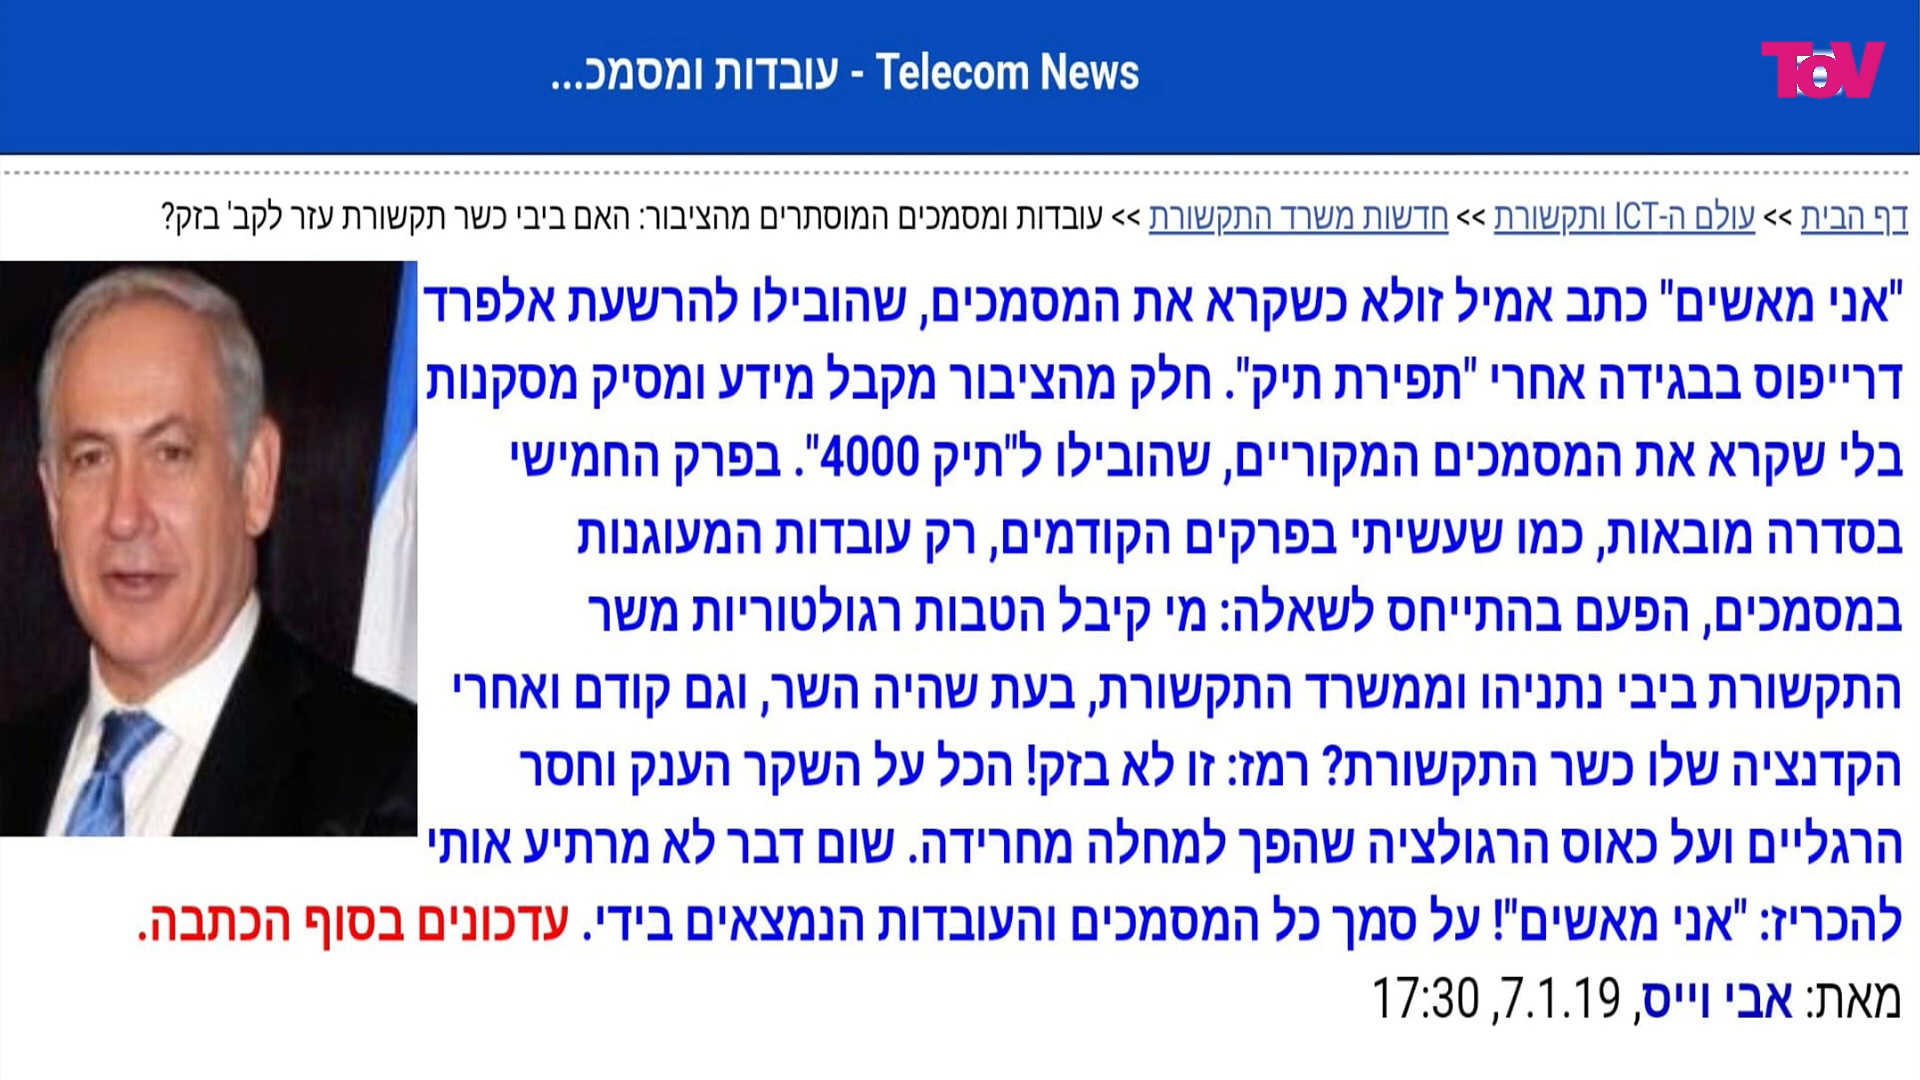 Telecom News - עובדות ומסמכ...
TOV
דף הבית >> עולם ה-ICT ותקשורת >> חדשות משרד התקשורת >> עובדות ומסמכים המוסתרים מהציבור: האם ביבי כשר תקשורת עזר לקב' בזק?
"אני מאשים" כתב אמיל זולא כשקרא את המסמכים, שהובילו להרשעת אלפרד
דרייפוס בבגידה אחרי "תפירת תיק". חלק מהציבור מקבל מידע ומסיק מסקנות
בלי שקרא את המסמכים המקוריים, שהובילו ל"תיק 4000". בפרק החמישי
בסדרה מובאות, כמו שעשיתי בפרקים הקודמים, רק עובדות המעוגנות
במסמכים, הפעם בהתייחס לשאלה: מי קיבל הטבות רגולטוריות משר
התקשורת ביבי נתניהו וממשרד התקשורת, בעת שהיה השר, וגם קודם ואחרי
הקדנציה שלו כשר התקשורת? רמז: זו לא בזק! הכל על השקר הענק וחסר
הרגליים ועל כאוס הרגולציה שהפך למחלה מחרידה. שום דבר לא מרתיע אותי
להכריז: "אני מאשים"! על סמך כל המסמכים והעובדות הנמצאים בידי. עדכונים בסוף הכתבה.
מאת: אבי וייס, 7.1.19, 17:30